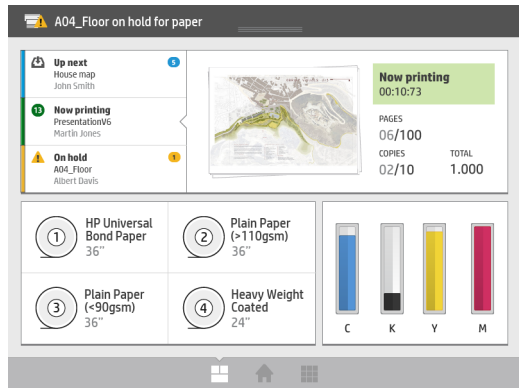 A04_Floor on hold for paper
Up next
5
House map
John Smith
13
Now printing
PresentationV6
Martin Jones
On hold
1
A04_Floor
Albert Davis
Now printing
00:10:73
PAGES
06/100
COPIES
TOTAL
02/10
1.000
1
HP Universal
Bond Paper
36”
2
Plain Paper
(>110gsm)
36”
3
Plain Paper
(<90gsm)
36”
4
Heavy Weight
Coated
24”
C
K
Y
M